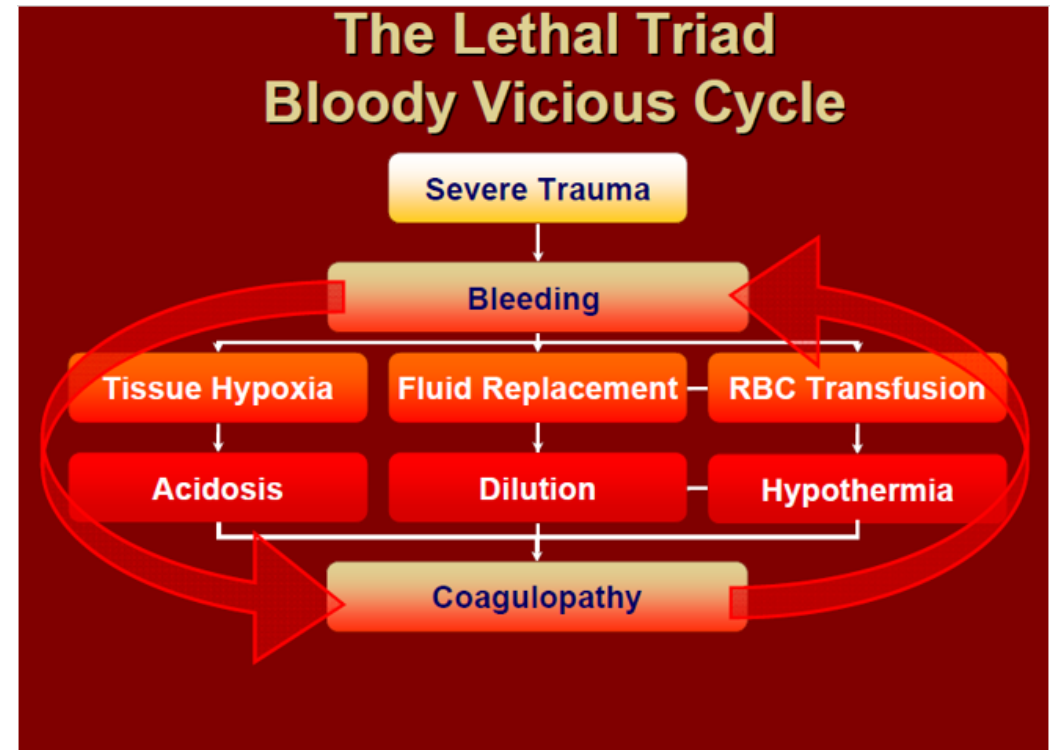 The Lethal Triad
Bloody Vicious Cycle
Severe Trauma
Bleeding
Tissue Hypoxia
Fluid Replacement
RBC Transfusion
Acidosis
Dilution
Hypothermia
Coagulopathy